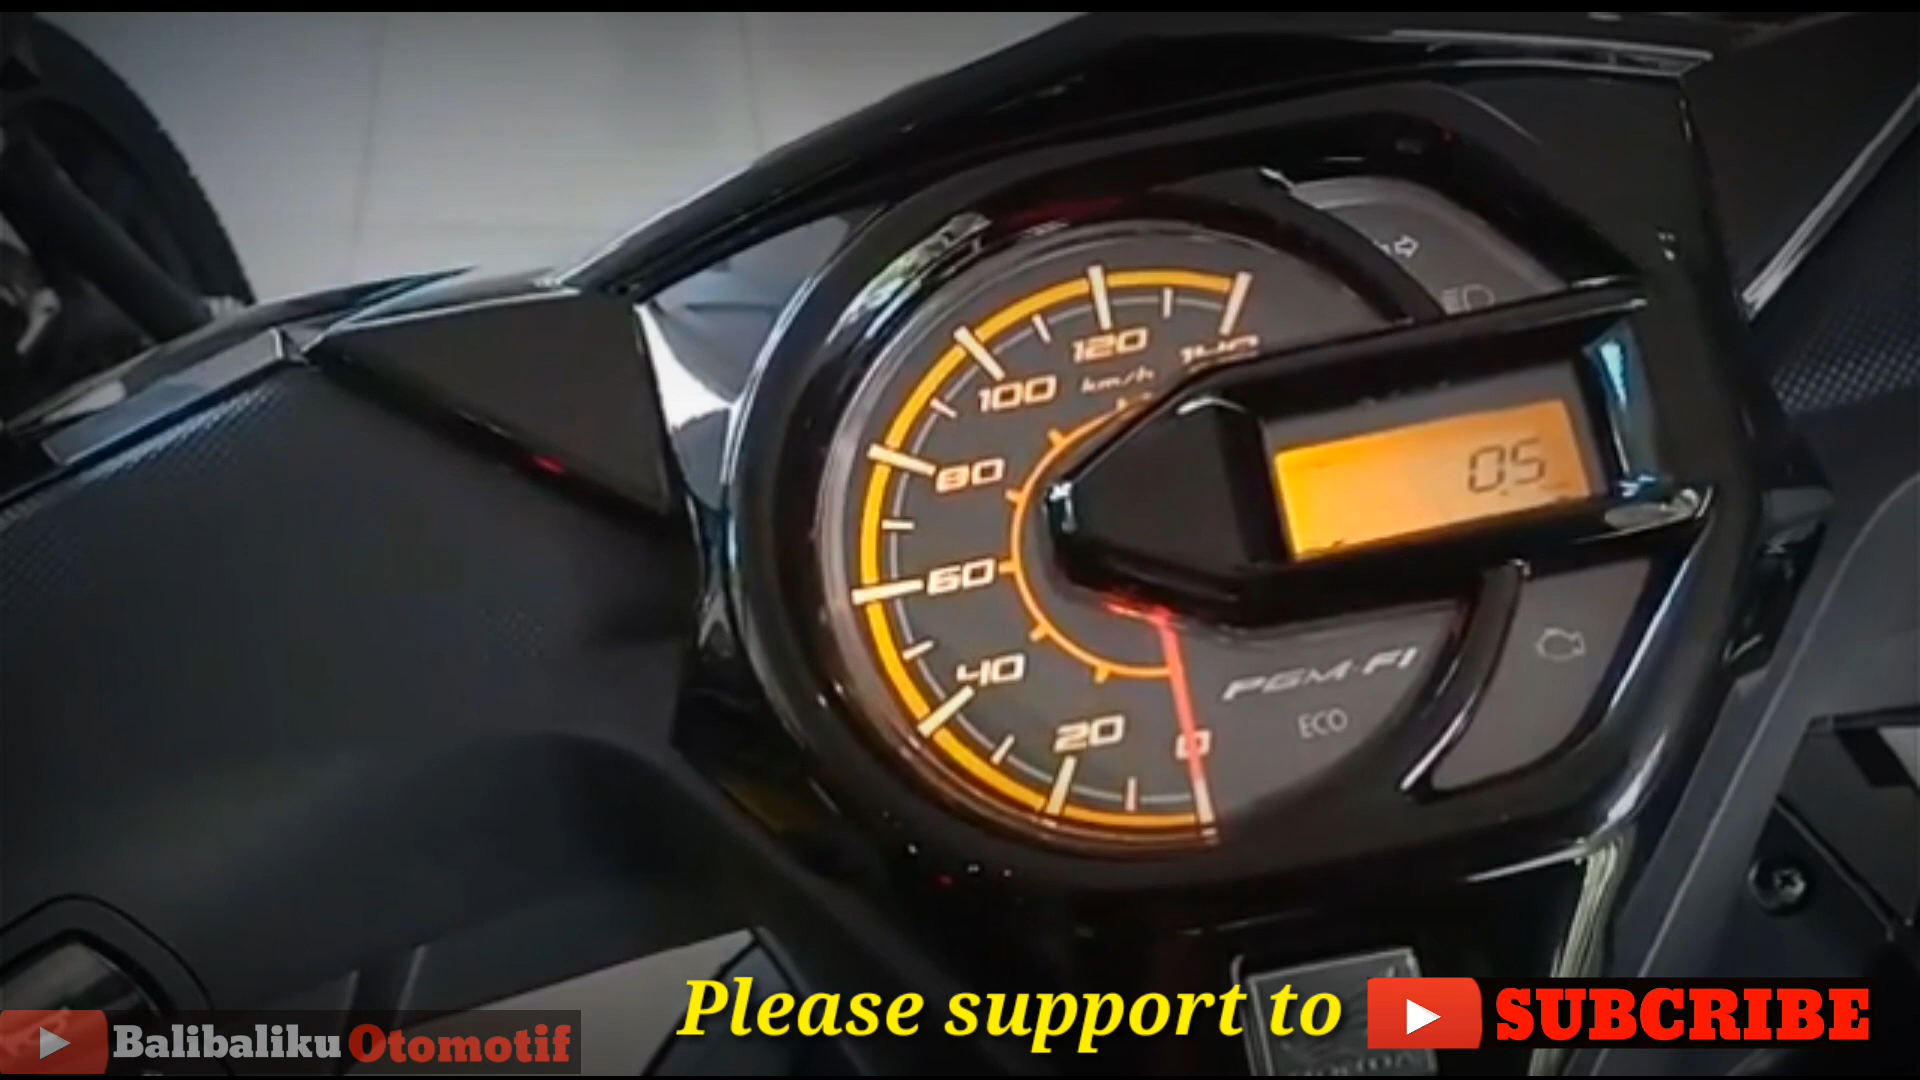 120
140
100
km/h
80
05
60
40
PGM-FI
20
0
ECO
Please support to SUBCRIBE
Balibaliku Otomotif
HONDA